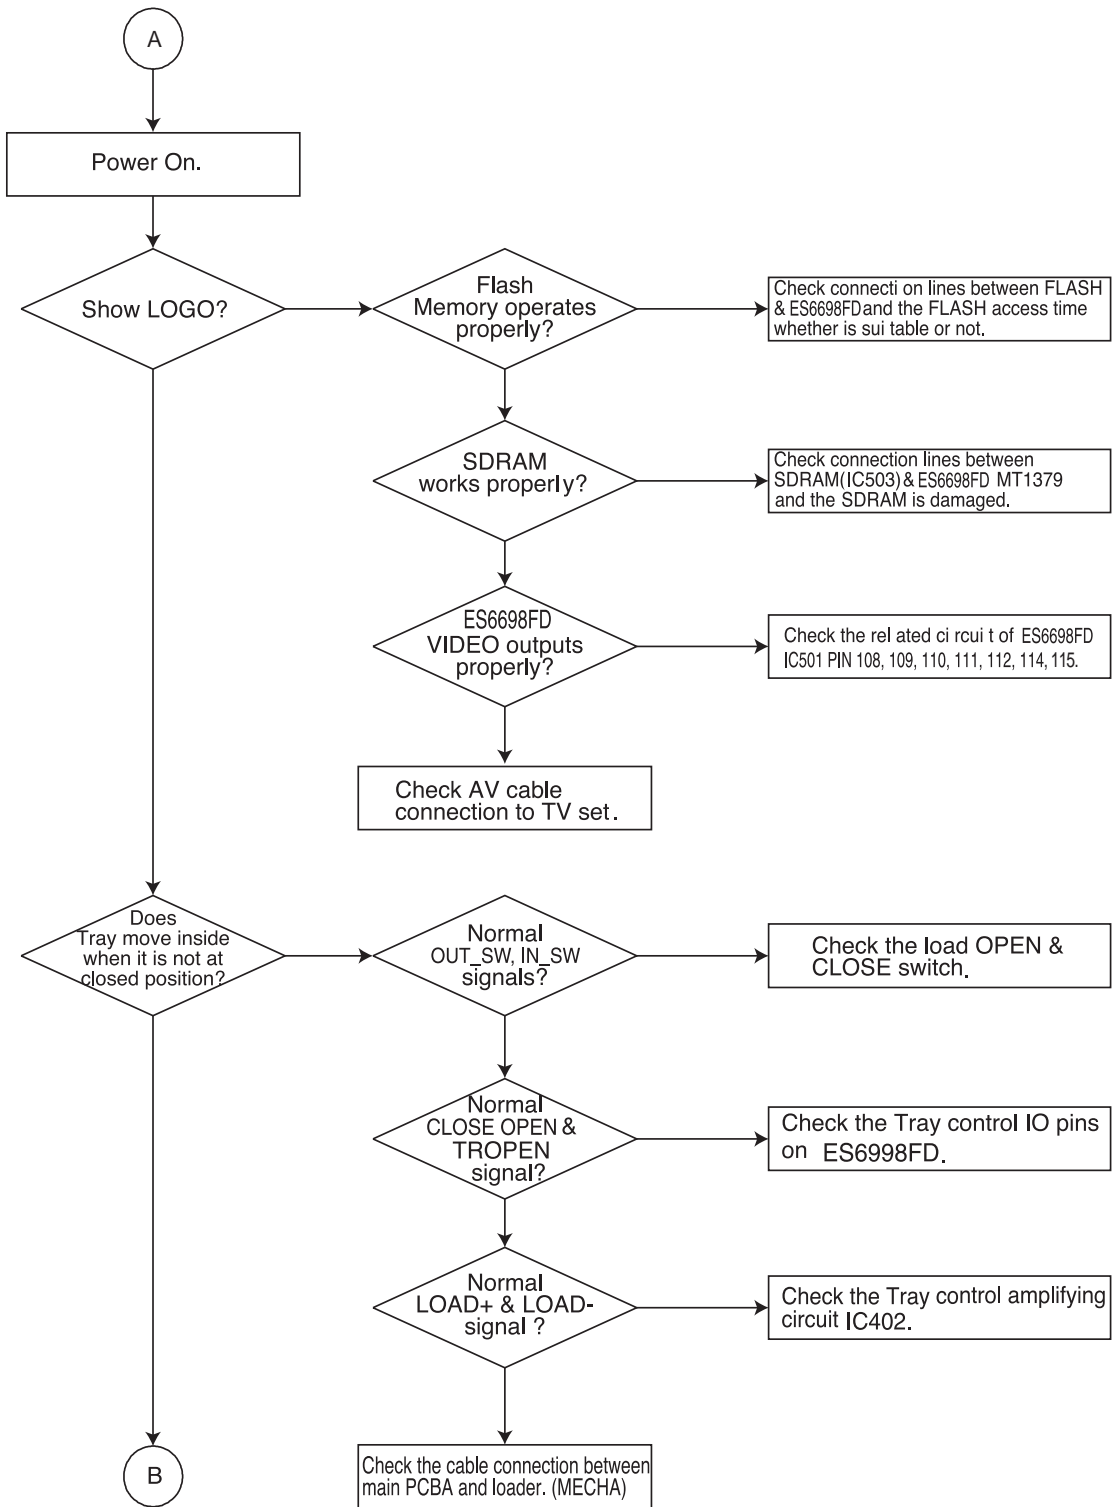 A
Power On.
Show LOGO?
Flash
Memory operates
properly?
Check connecti on lines between FLASH
& ES6698FD and the FLASH access time
whether is sui table or not.
SDRAM
works properly?
Check connection lines between
SDRAM(IC503) & ES6698FD MT1379
and the SDRAM is damaged.
ES6698FD
VIDEO outputs
properly?
Check the rel ated ci rcui t of ES6698FD
IC501 PIN 108, 109, 110, 111, 112, 114, 115.
Check AV cable
connection to TV set.
Does
Tray move inside
when it is not at
closed position?
Normal
OUT_SW, IN_SW
signals?
Check the load OPEN &
CLOSE switch.
Normal
CLOSE OPEN &
TROPEN
signal?
Check the Tray control IO pins
on ES6998FD.
Normal
LOAD+ & LOAD-
signal ?
Check the Tray control amplifying
circuit IC402.
Check the cable connection between
main PCBA and loader. (MECHA)
B